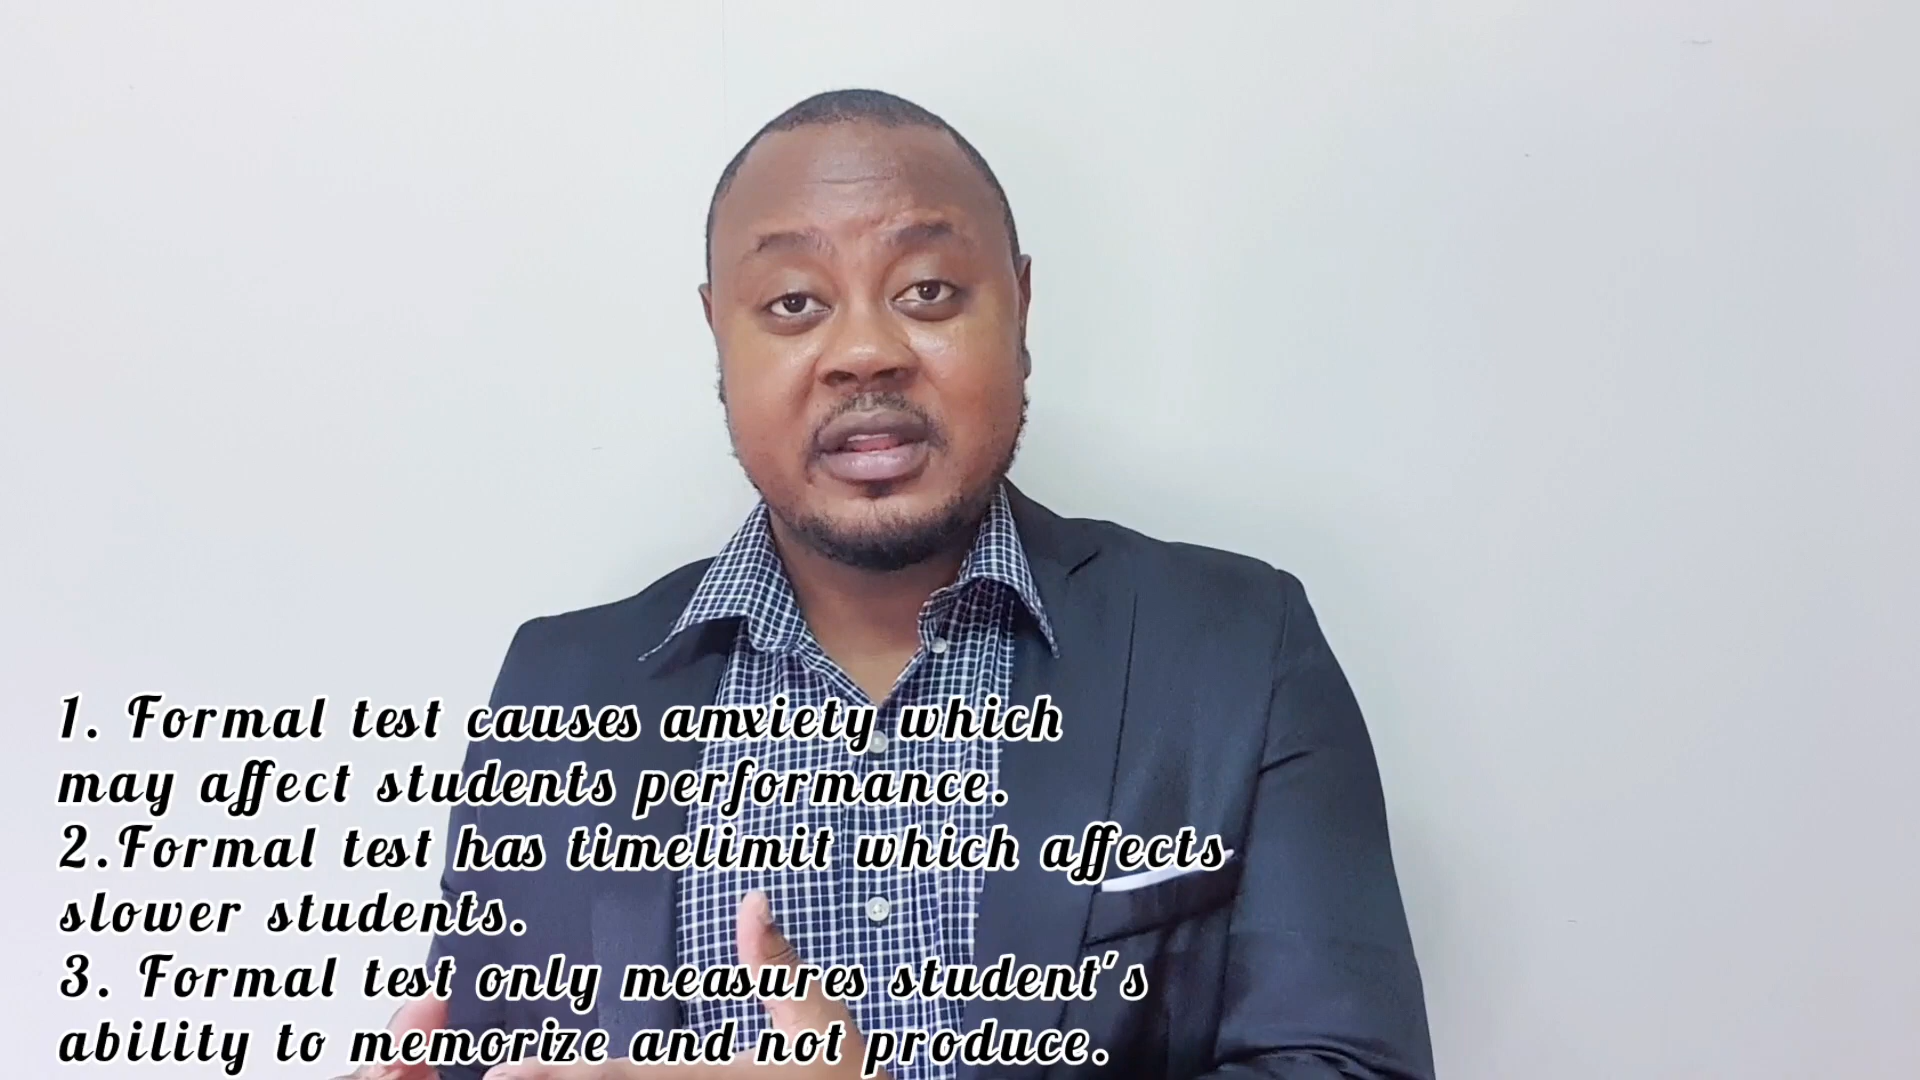 1. Formal test causes amxiety which
may affect students performance.
2.Formal test has timelimit which affects
slower students.
3. Formal test only measures student's
ability to memorize and not produce.